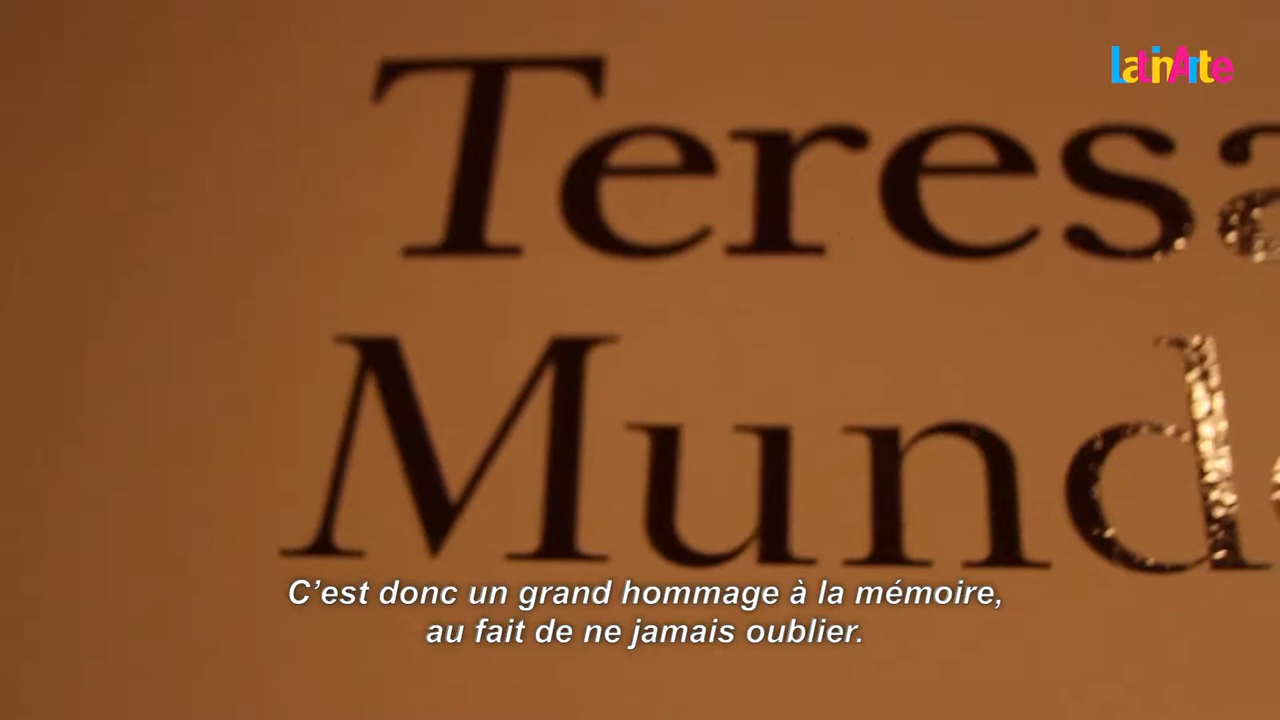 LatinArte
Teresa
Mund
C’est donc un grand hommage à la mémoire,
au fait de ne jamais oublier.